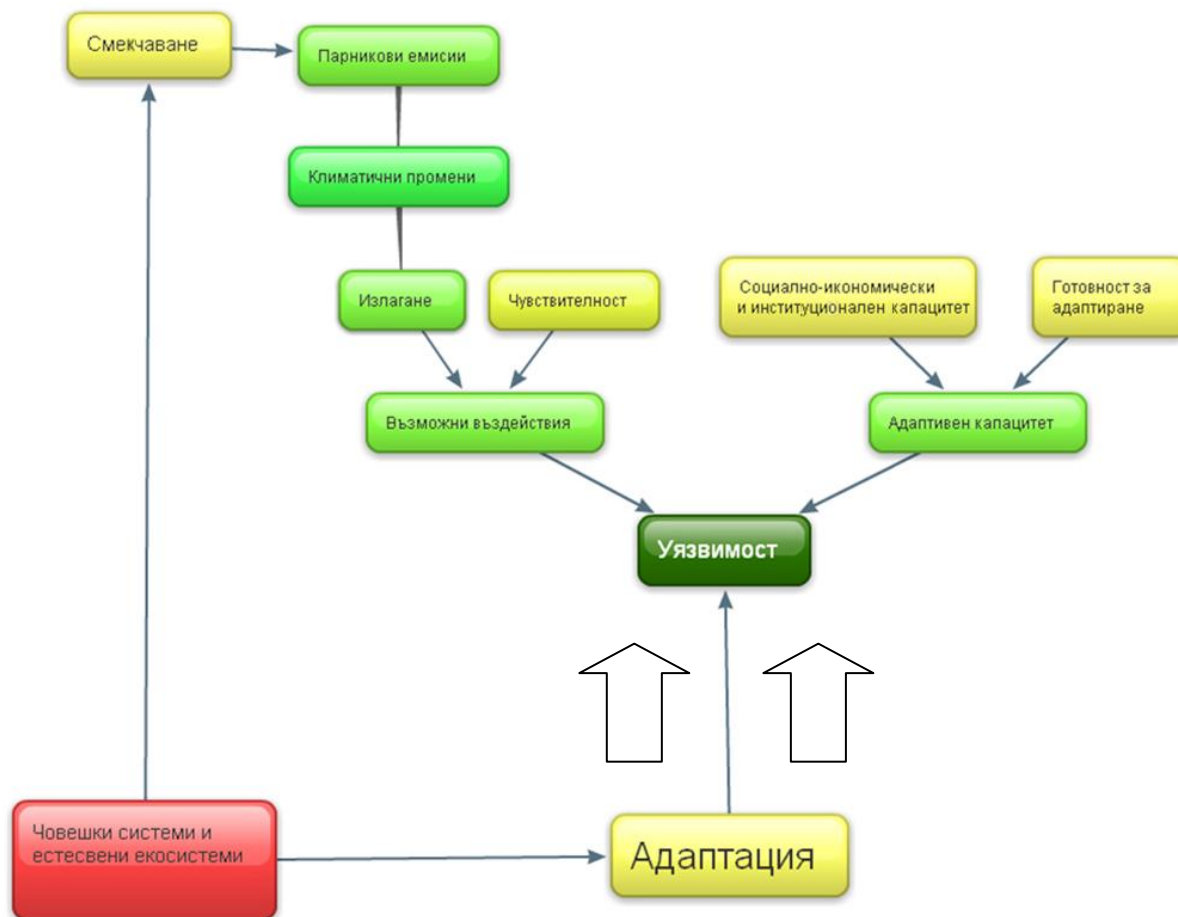 Смекчаване
Парникови емисии
Климатични промени
Излагане
Чувствителност
Социално-икономически
и институционален капацитет
Готовност за
адаптиране
Възможни въздействия
Адаптивен капацитет
Уязвимост
Човешки системи и
естесвени екосистеми
Адаптация